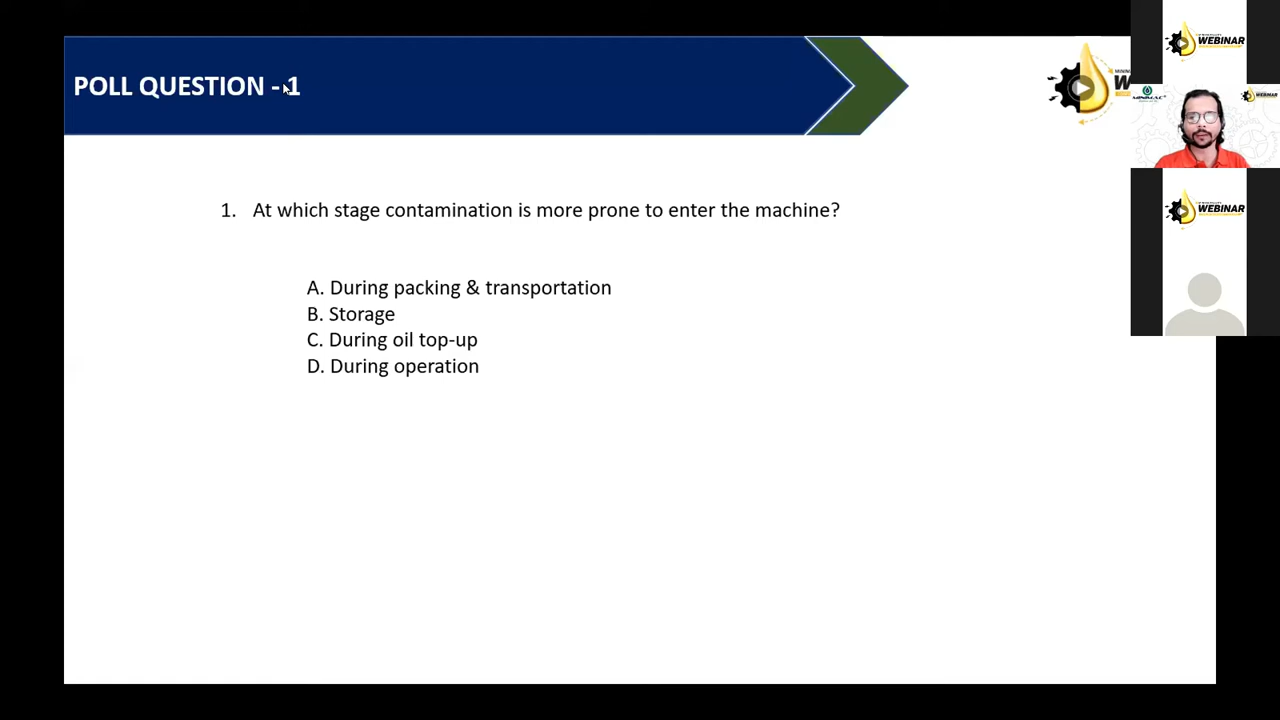 POLL QUESTION - 1
1. At which stage contamination is more prone to enter the machine?
A. During packing & transportation
B. Storage
C. During oil top-up
D. During operation
WEBINAR
WEBINAR
WEBINAR